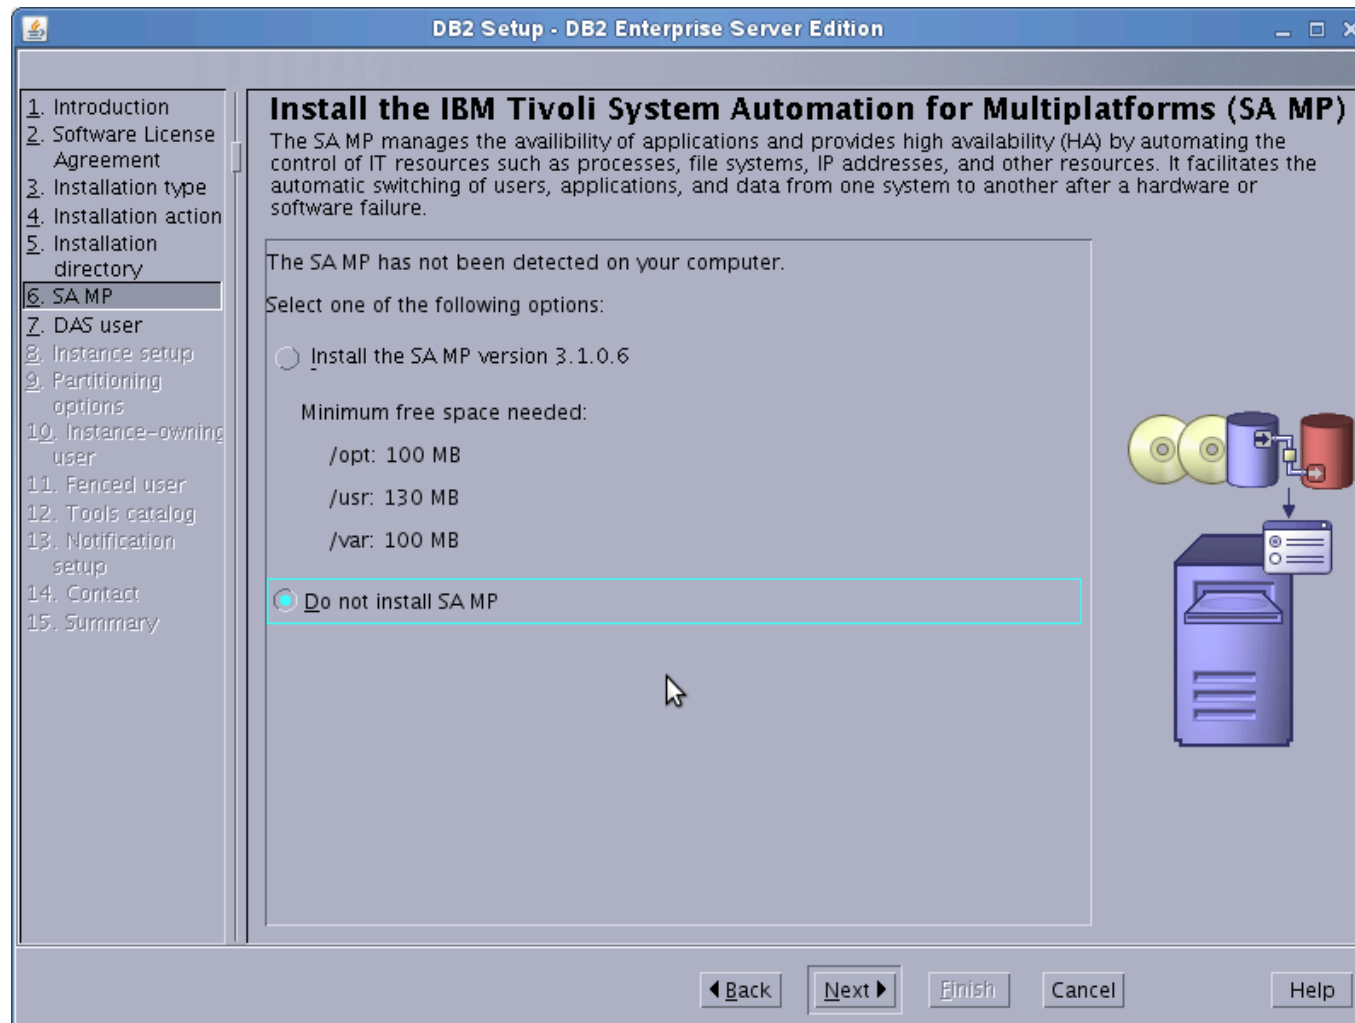 DB2 Setup - DB2 Enterprise Server Edition
1. Introduction
2. Software License
Agreement
3. Installation type
4. Installation action
5. Installation
directory
6. SA MP
7. DAS user
8. Instance setup
9. Partitioning
options
10. Instance-owning
user
11. Fenced user
12. Tools catalog
13. Notification
setup
14. Contact
15. Summary
Install the IBM Tivoli System Automation for Multiplatforms (SA MP)
The SA MP manages the availibility of applications and provides high availability (HA) by automating the
control of IT resources such as processes, file systems, IP addresses, and other resources. It facilitates the
automatic switching of users, applications, and data from one system to another after a hardware or
software failure.
The SA MP has not been detected on your computer.
Select one of the following options:
Install the SA MP version 3.1.0.6
Minimum free space needed:
/opt: 100 MB
/usr: 130 MB
/var: 100 MB
Do not install SA MP
Back
Next
Finish
Cancel
Help